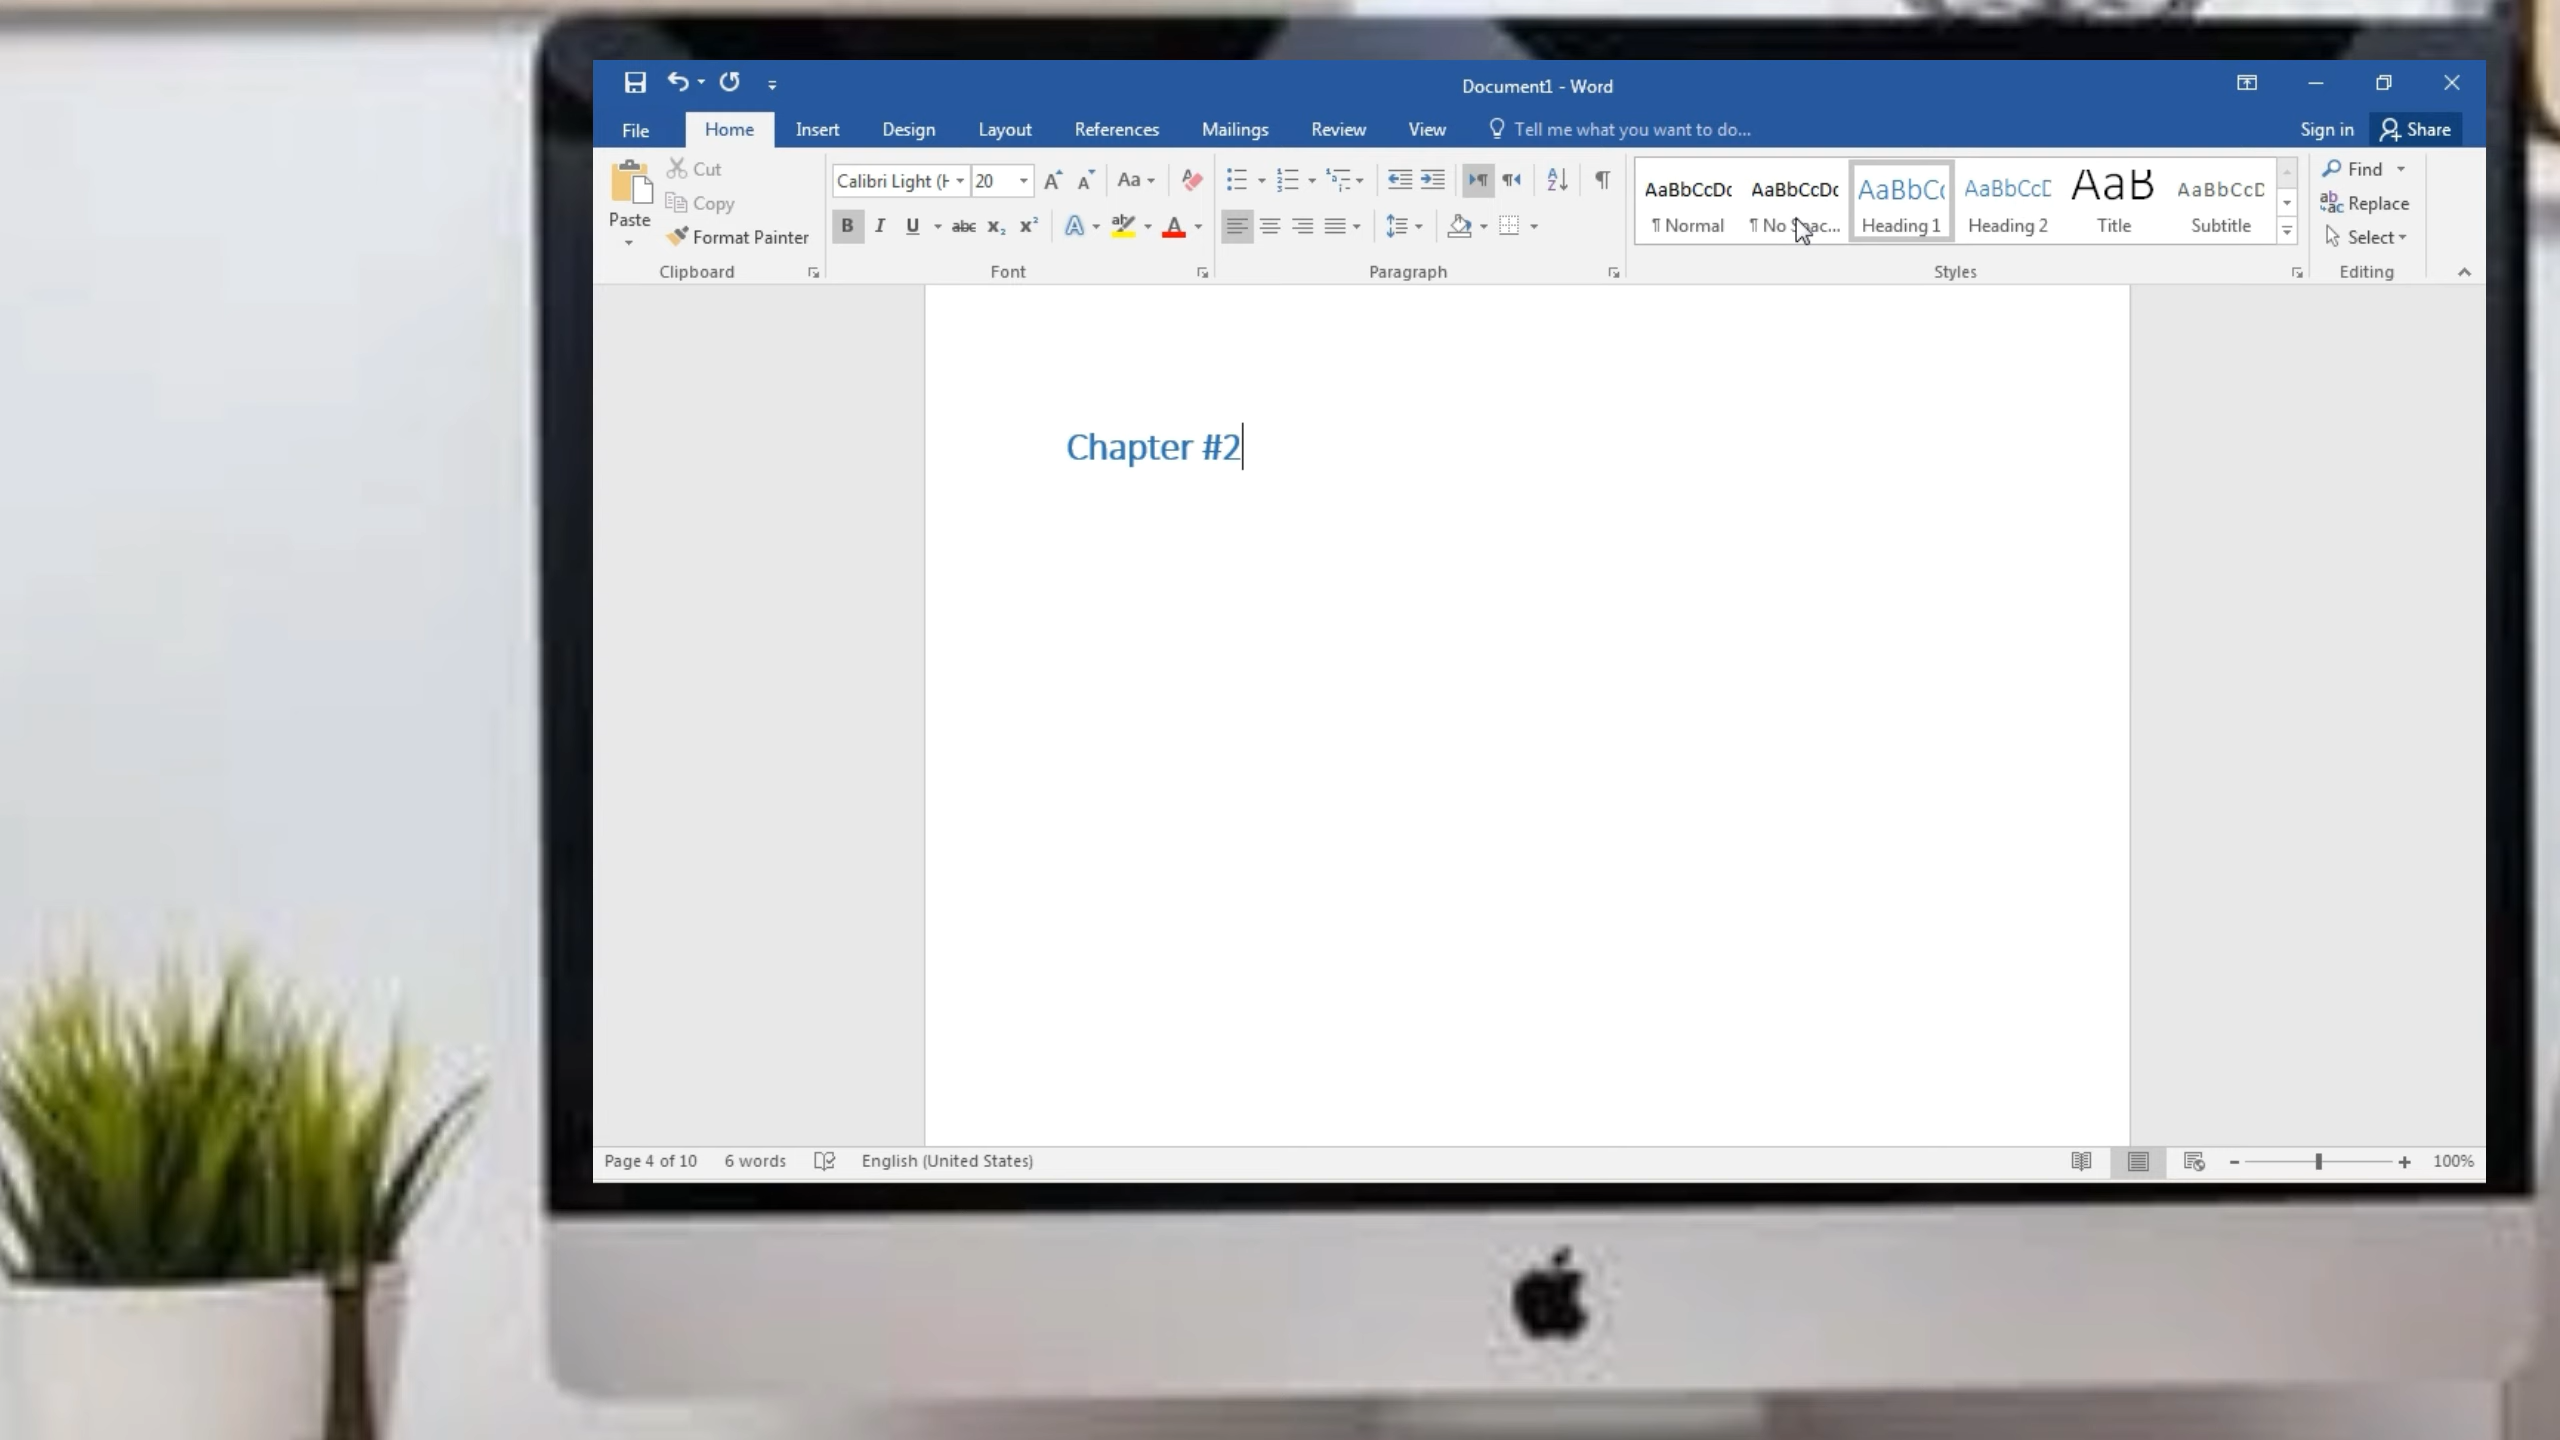 Document1 - Word
File Home Insert Design Layout References Mailings Review View Tell me what you want to do... Sign in Share
Paste
Cut
Copy
Format Painter
Clipboard
Calibri Light (H 20
Font
Paragraph
AaBbCcDc AaBbCcDc AaBbC AaBbCcD AaB AaBbCcD
¶ Normal ¶ No Spac... Heading 1 Heading 2 Title Subtitle
Styles
Find
Replace
Select
Editing
Chapter #2
Page 4 of 10 6 words English (United States) 100%